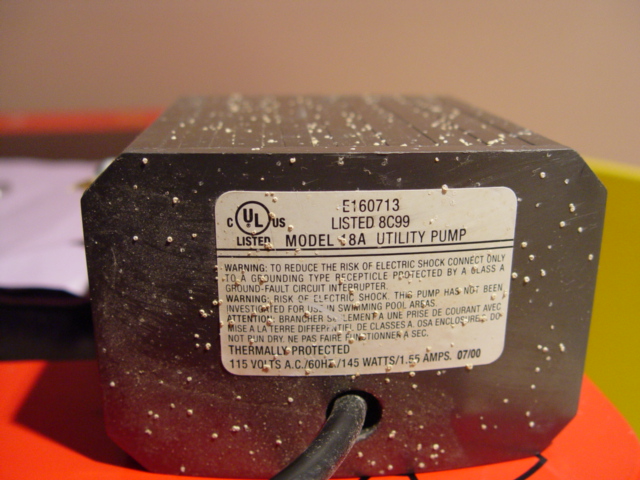 E160713
C UL US LISTED 8C99
LISTED MODEL 18A UTILITY PUMP
WARNING: TO REDUCE THE RISK OF ELECTRIC SHOCK CONNECT ONLY
TO A GROUNDING TYPE RECEPTICLE PROTECTED BY A CLASS A
GROUND-FAULT CIRCUIT INTERRUPTER.
WARNING: RISK OF ELECTRIC SHOCK. THIS PUMP HAS NOT BEEN
INVESTIGATED FOR USE IN SWIMMING POOL AREAS.
ATTENTION: BRANCHER SEULEMENT A UNE PRISE DE COURANT AVEC
MISE A LA TERRE DIFFERENTIEL DE CLASSES A. OSA ENCLOSURE 2. DO
NOT RUN DRY. NE PAS FAIRE FUNCTIONNER A SEC.
THERMALLY PROTECTED
115 VOLTS A.C./60HZ./145 WATTS/1.55 AMPS. 07/00